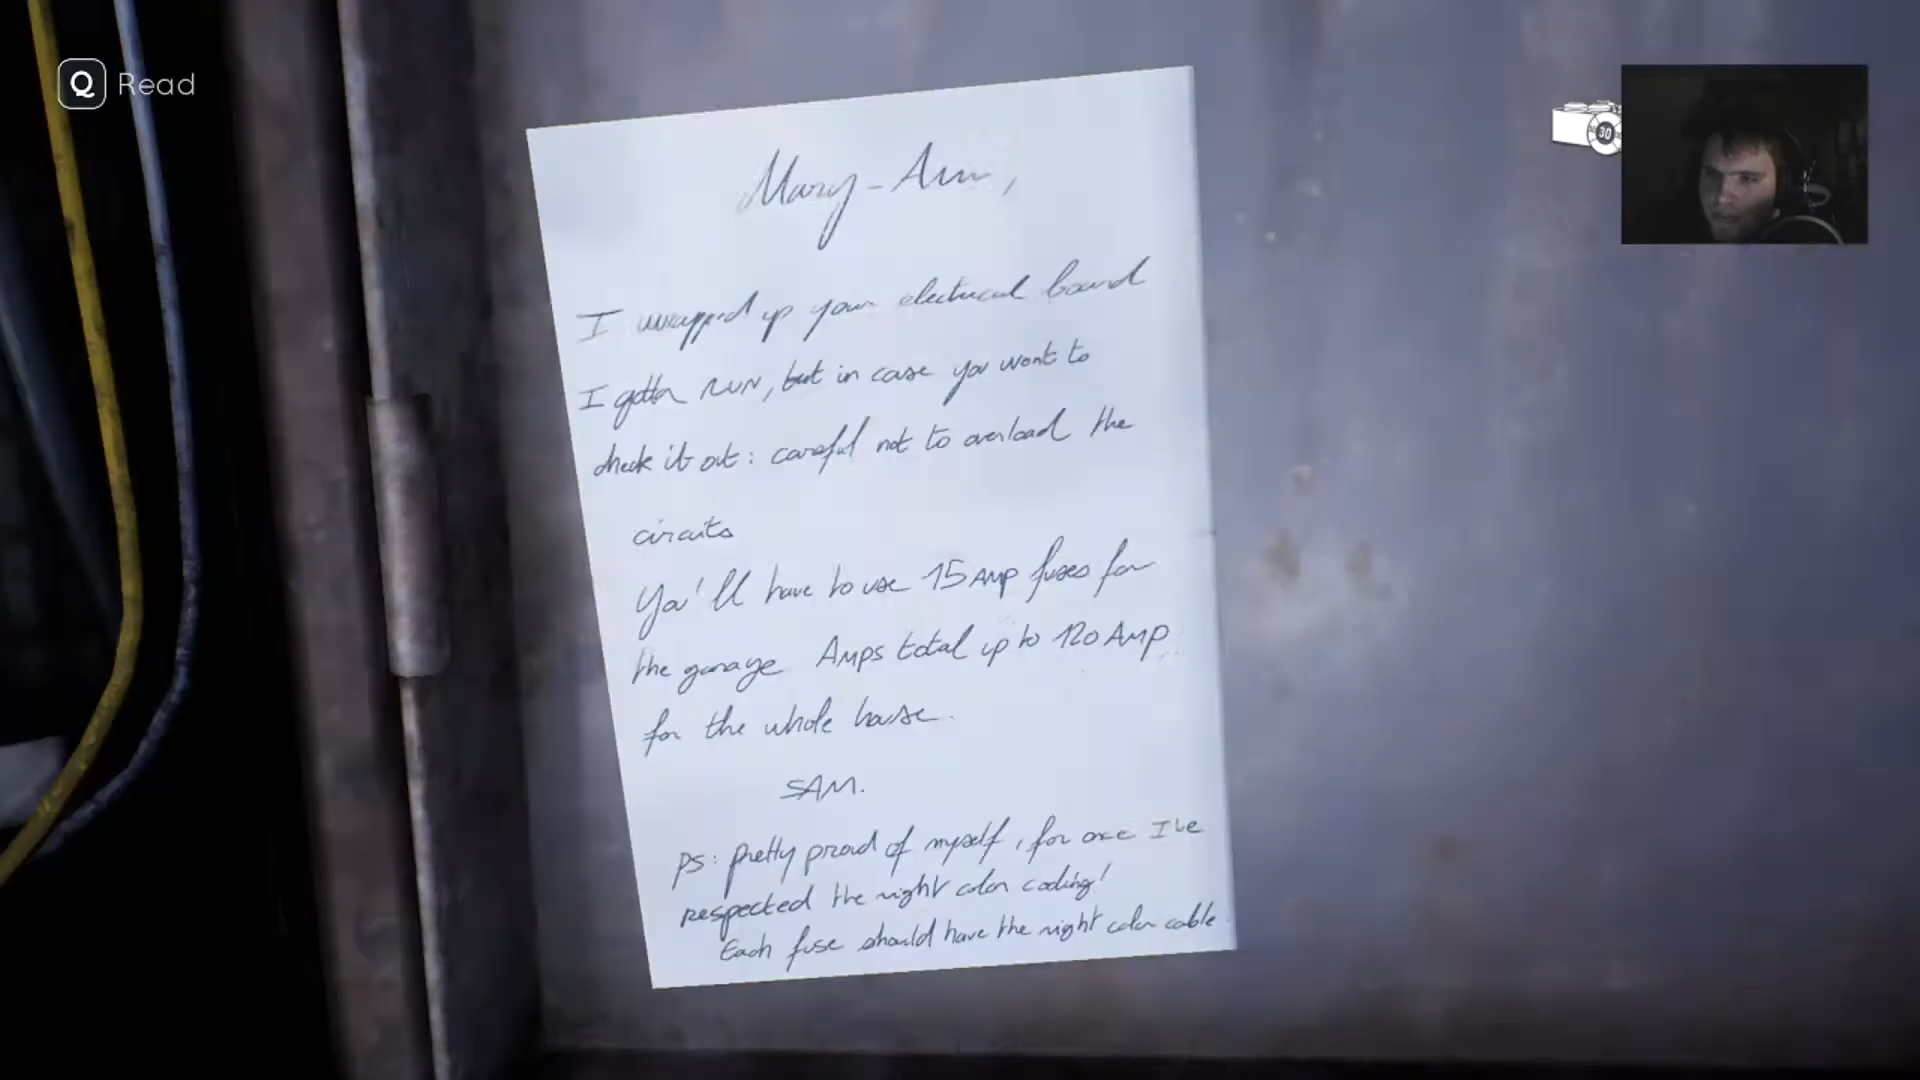 Q Read
30
Mary-Ann,
I wrapped up your electrical board
I gotta RUN, but in case you want to
check it out: careful not to overload the
circuits
You'll have to use 15 AMP fuses for
the garage Amps total up to 120 AMP
for the whole house.
SAM.
PS: pretty proud of myself, for once I've
respected the right color coding!
Each fuse should have the right color cable